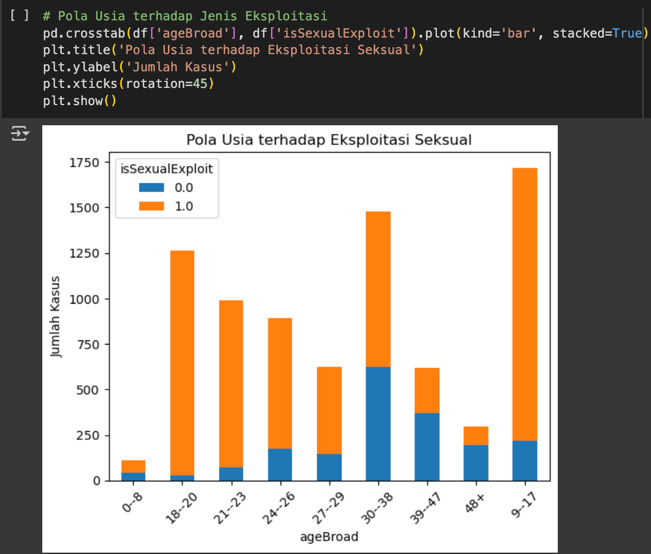 [ ] # Pola Usia terhadap Jenis Eksploitasi
pd.crosstab(df['ageBroad'], df['isSexualExploit']).plot(kind='bar', stacked=True)
plt.title('Pola Usia terhadap Eksploitasi Seksual')
plt.ylabel('Jumlah Kasus')
plt.xticks(rotation=45)
plt.show()
Pola Usia terhadap Eksploitasi Seksual
isSexualExploit
0.0
1.0
1750
1500
1250
1000
750
500
250
0
Jumlah Kasus
0--8
18--20
21--23
24--26
27--29
30--38
39--47
48+
9--17
ageBroad